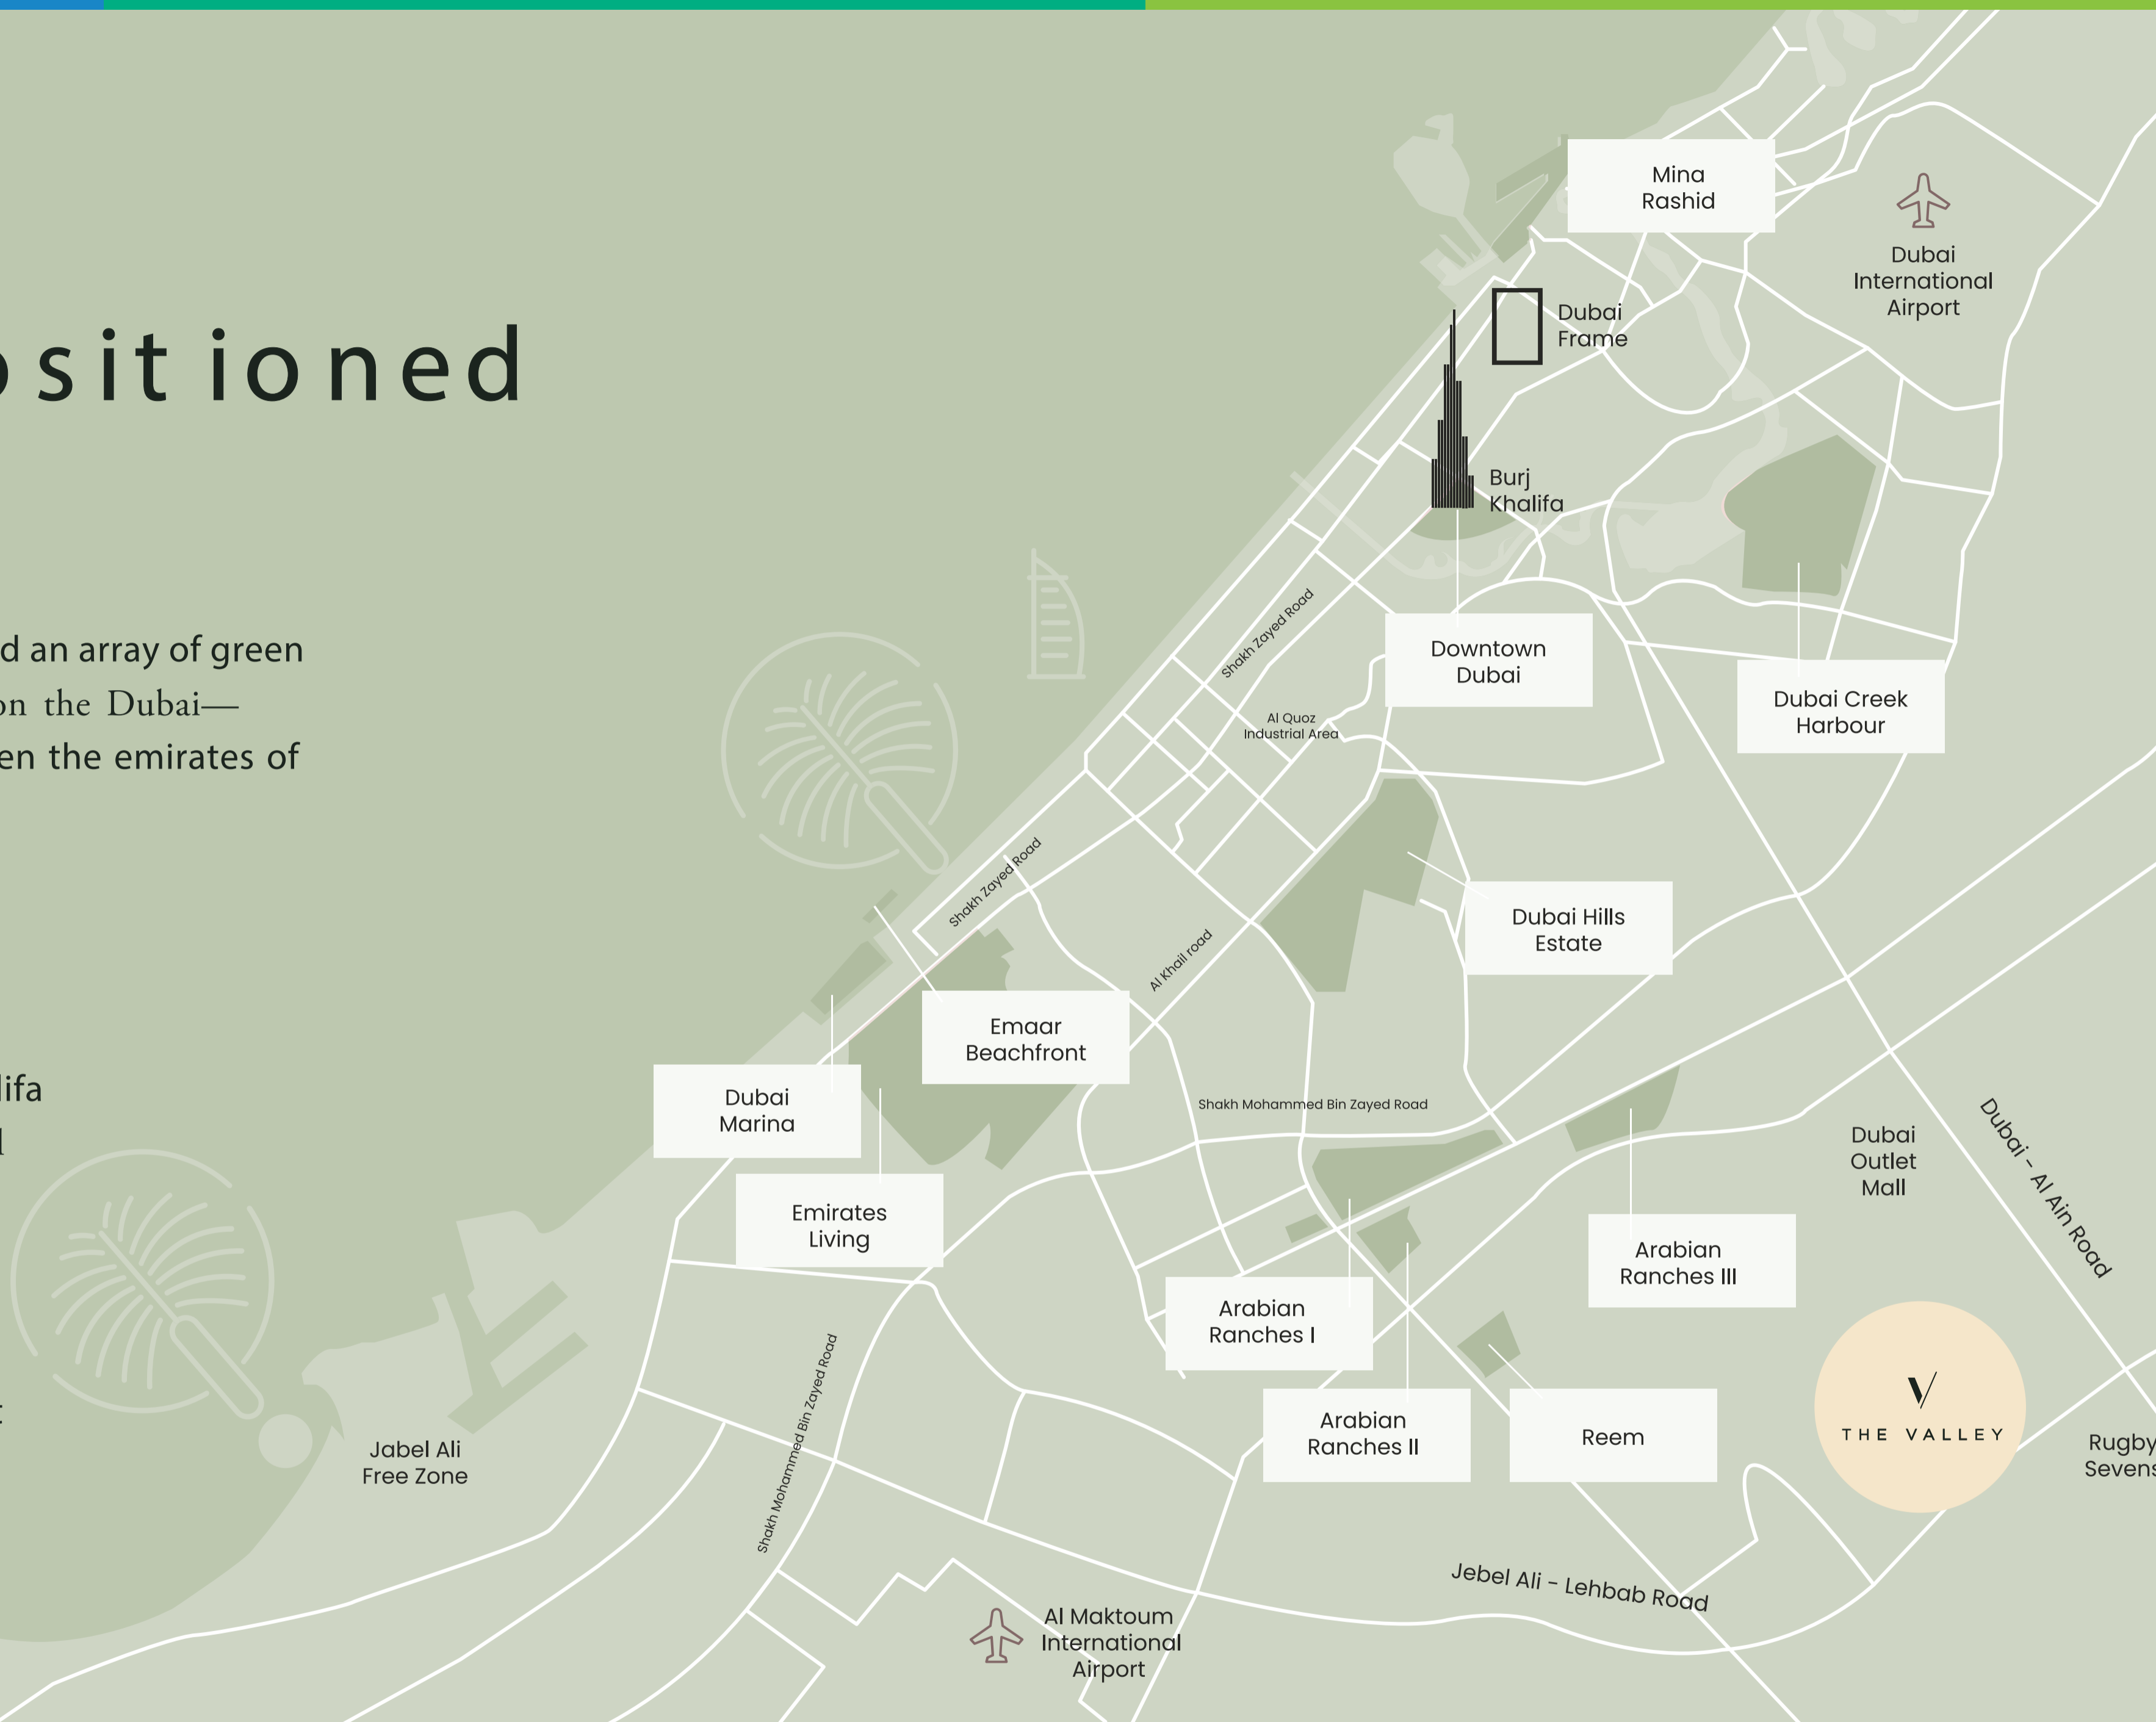 sit ioned
d an array of green
on the Dubai—
en the emirates of
lifa
Mina
Rashid
Dubai
International
Airport
Dubai
Frame
Burj
Khalifa
Shakh Zayed Road
Downtown
Dubai
Dubai Creek
Harbour
Al Quoz
Industrial Area
Shakh Zayed Road
Dubai Hills
Estate
Al Khail road
Emaar
Beachfront
Dubai
Marina
Shakh Mohammed Bin Zayed Road
Dubai
Outlet
Mall
Dubai - Al Ain Road
Emirates
Living
Arabian
Ranches III
Arabian
Ranches I
Shakh Mohammed Bin Zayed Road
Arabian
Ranches II
Reem
THE VALLEY
Rugby
Sevens
Jabel Ali
Free Zone
Jebel Ali - Lehbab Road
Al Maktoum
International
Airport